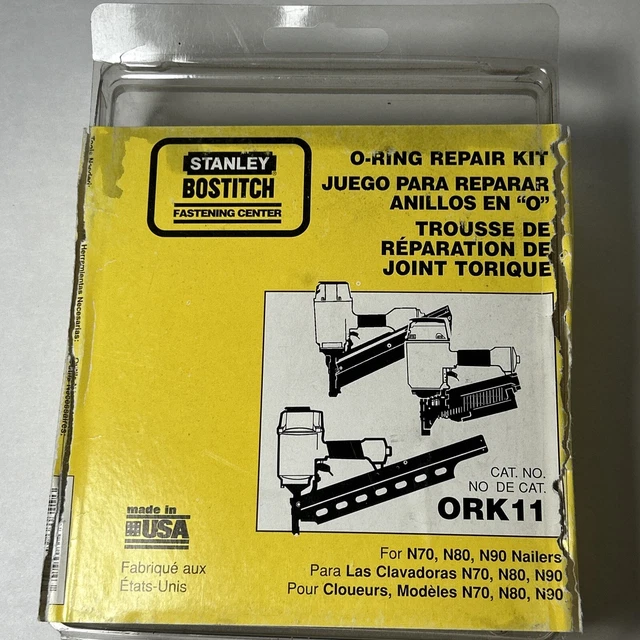 STANLEY
BOSTITCH
FASTENING CENTER
O-RING REPAIR KIT
JUEGO PARA REPARAR
ANILLOS EN “O”
TROUSSE DE
RÉPARATION DE
JOINT TORIQUE
Herramientas Necesarias:
CAT. NO.
NO DE CAT.
ORK11
made in
USA
Fabriqué aux
États-Unis
For N70, N80, N90 Nailers
Para Las Clavadoras N70, N80, N90
Pour Cloueurs, Modèles N70, N80, N90